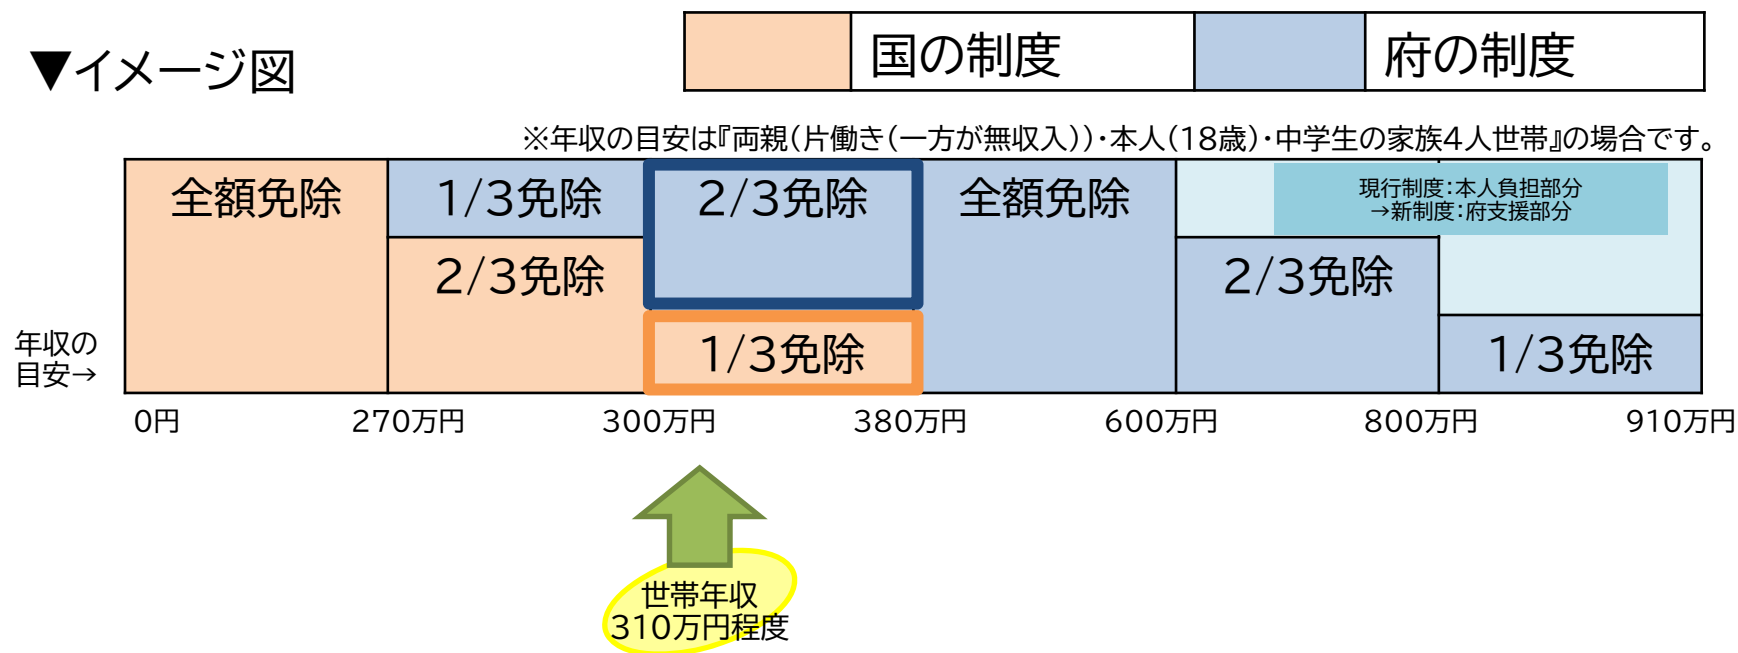 ▼イメージ図
国の制度
府の制度
※年収の目安は『両親(片働き(一方が無収入))・本人(18歳)・中学生の家族4人世帯』の場合です。
全額免除
1/3免除
2/3免除
全額免除
現行制度:本人負担部分
→新制度:府支援部分
2/3免除
2/3免除
1/3免除
1/3免除
年収の
目安→
0円
270万円
300万円
380万円
600万円
800万円
910万円
世帯年収
310万円程度